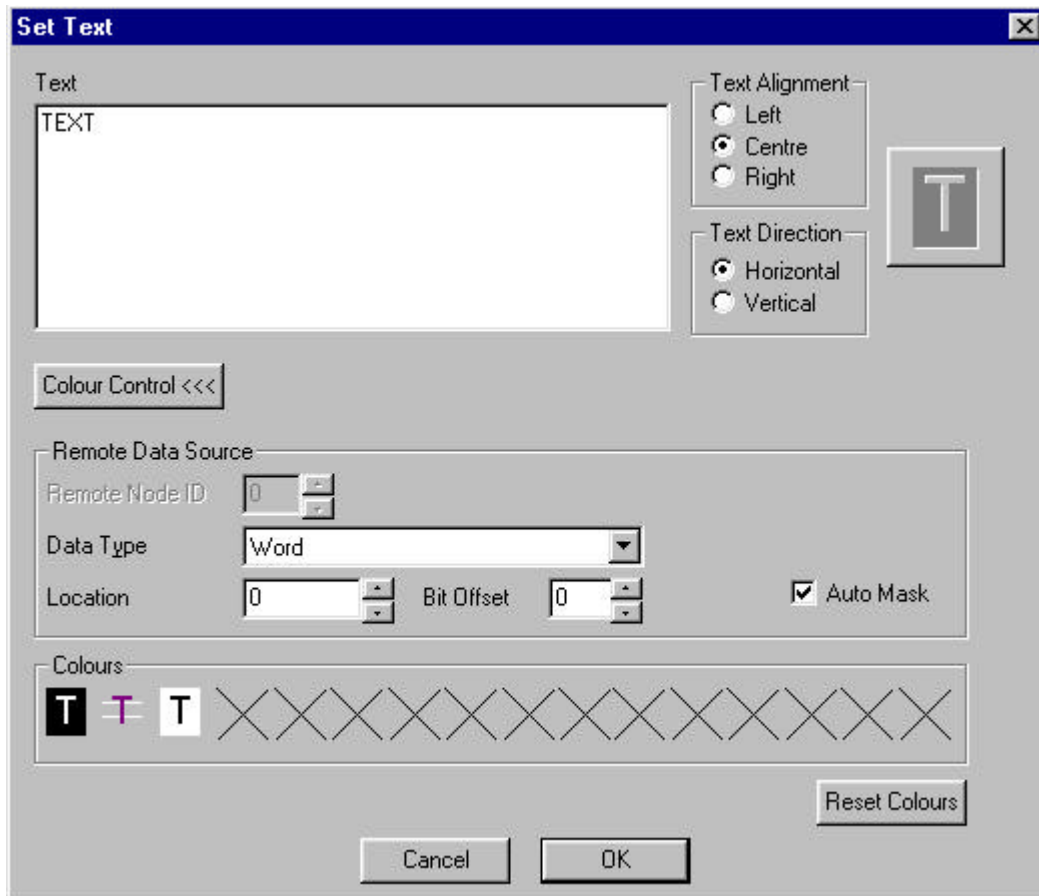 Set Text
Text
TEXT
Text Alignment
Left
Centre
Right
T
Text Direction
Horizontal
Vertical
Colour Control <<<
Remote Data Source
Remote Node ID 0
Data Type Word
Location 0 Bit Offset 0 Auto Mask
Colours
T T T
Reset Colours
Cancel OK